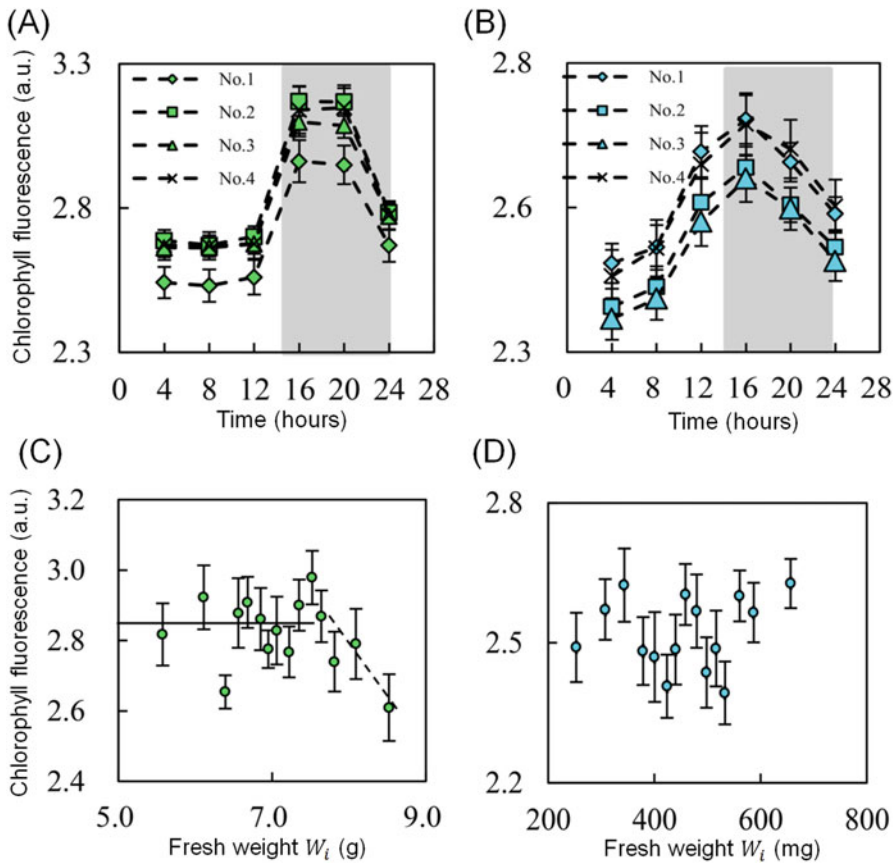 (A)
Chlorophyll fluorescence (a.u.)
3.3
2.8
2.3
No.1
No.2
No.3
No.4
0 4 8 12 16 20 24 28
Time (hours)
(B)
2.8
2.6
2.3
No.1
No.2
No.3
No.4
0 4 8 12 16 20 24 28
Time (hours)
(C)
Chlorophyll fluorescence (a.u.)
3.2
3.0
2.8
2.6
2.4
5.0 7.0 9.0
Fresh weight W_i (g)
(D)
2.8
2.5
2.2
200 400 600 800
Fresh weight W_i (mg)